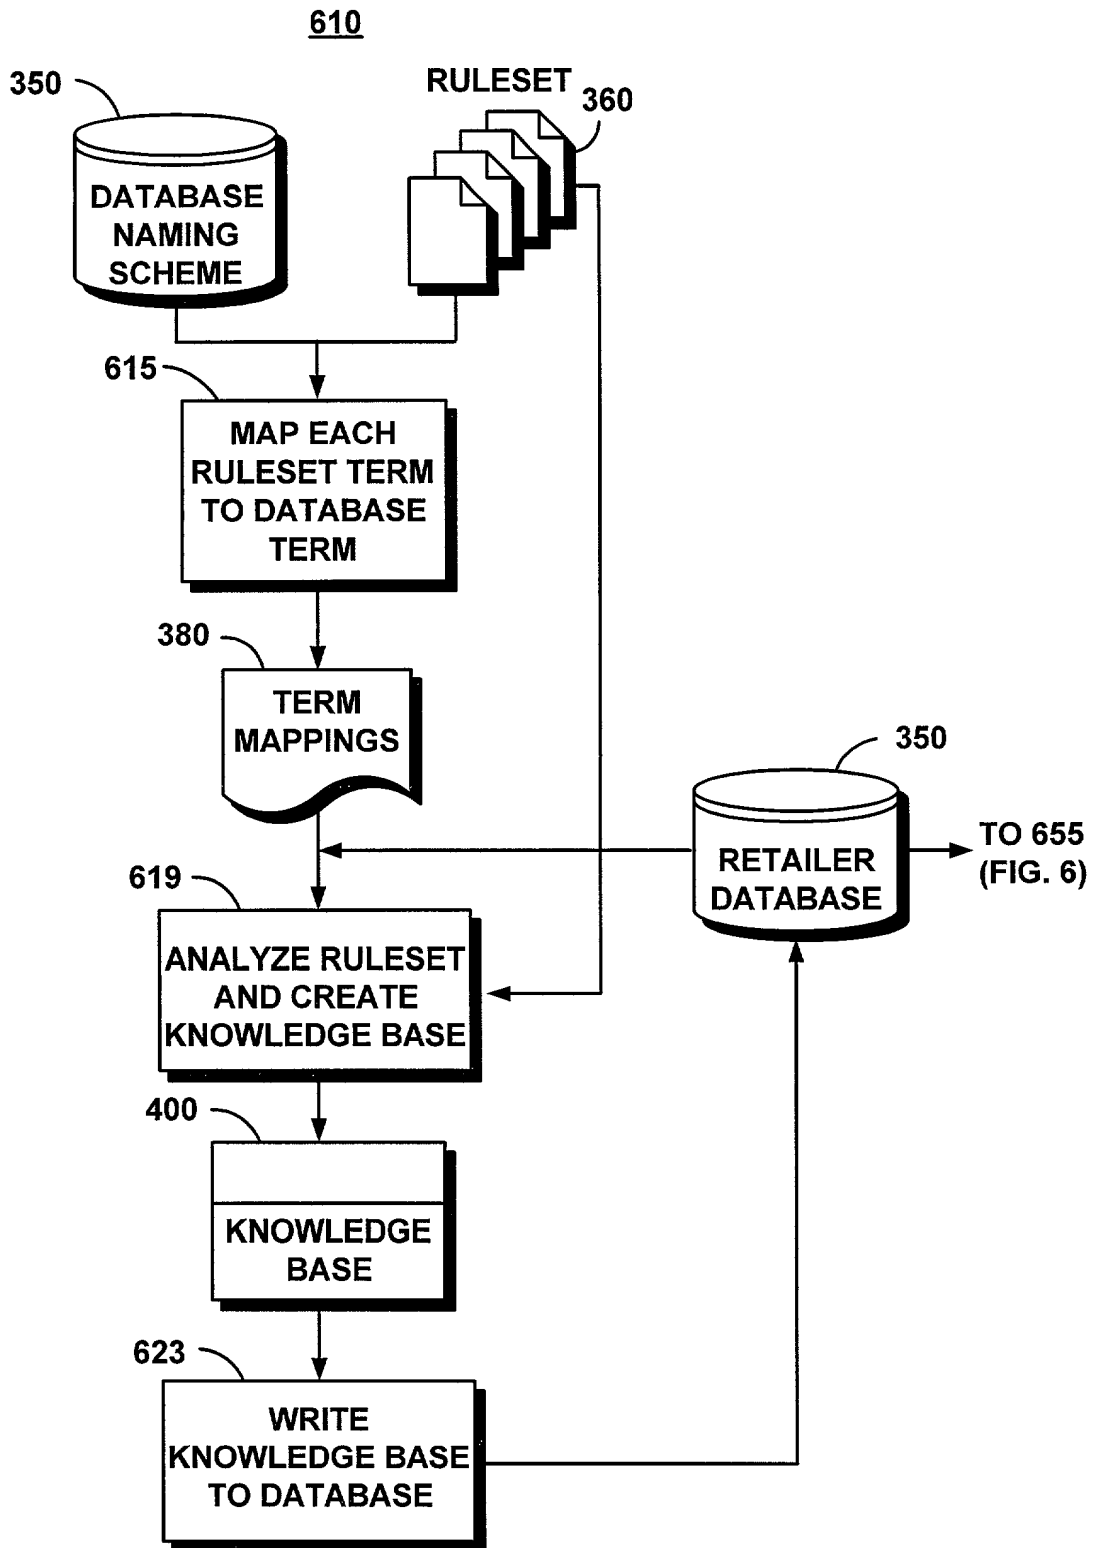 610
350
RULESET
360
DATABASE
NAMING
SCHEME
615
MAP EACH
RULESET TERM
TO DATABASE
TERM
380
TERM
MAPPINGS
350
RETAILER
DATABASE
TO 655
(FIG. 6)
619
ANALYZE RULESET
AND CREATE
KNOWLEDGE BASE
400
KNOWLEDGE
BASE
623
WRITE
KNOWLEDGE BASE
TO DATABASE